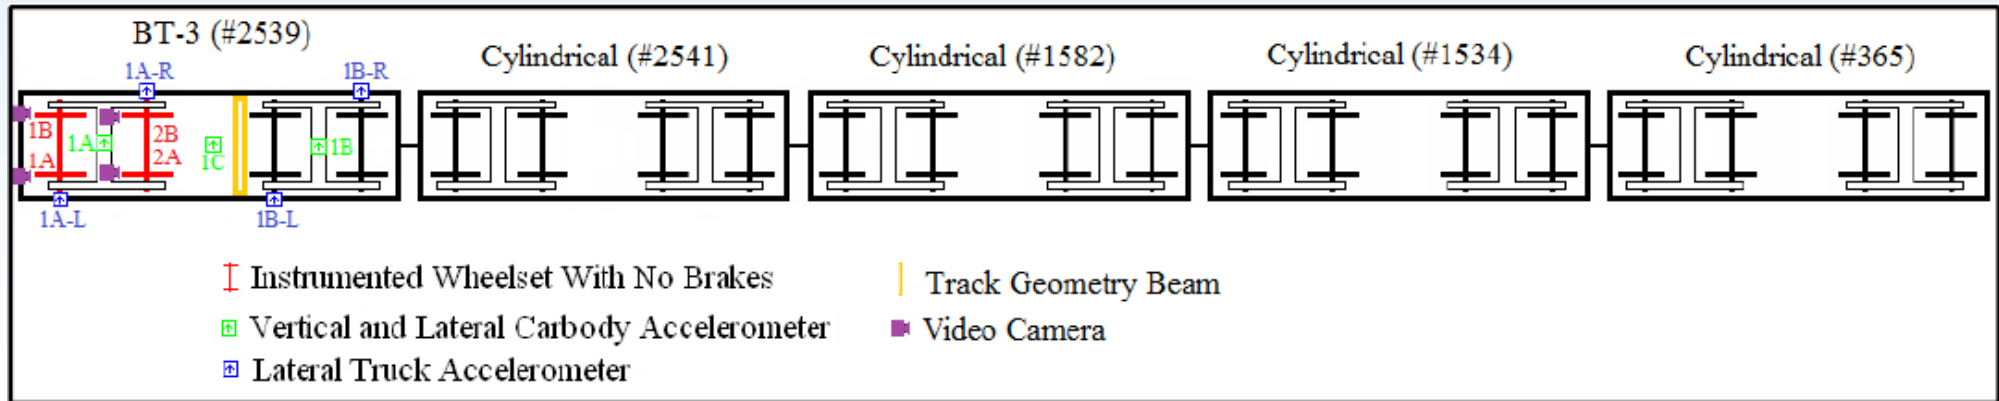 BT-3 (#2539)
Cylindrical (#2541)
Cylindrical (#1582)
Cylindrical (#1534)
Cylindrical (#365)
1A-R
1B-R
1B
1A
1A
2B
2A
1C
1B
1A-L
1B-L
Instrumented Wheelset With No Brakes
Track Geometry Beam
Vertical and Lateral Carbody Accelerometer
Video Camera
Lateral Truck Accelerometer